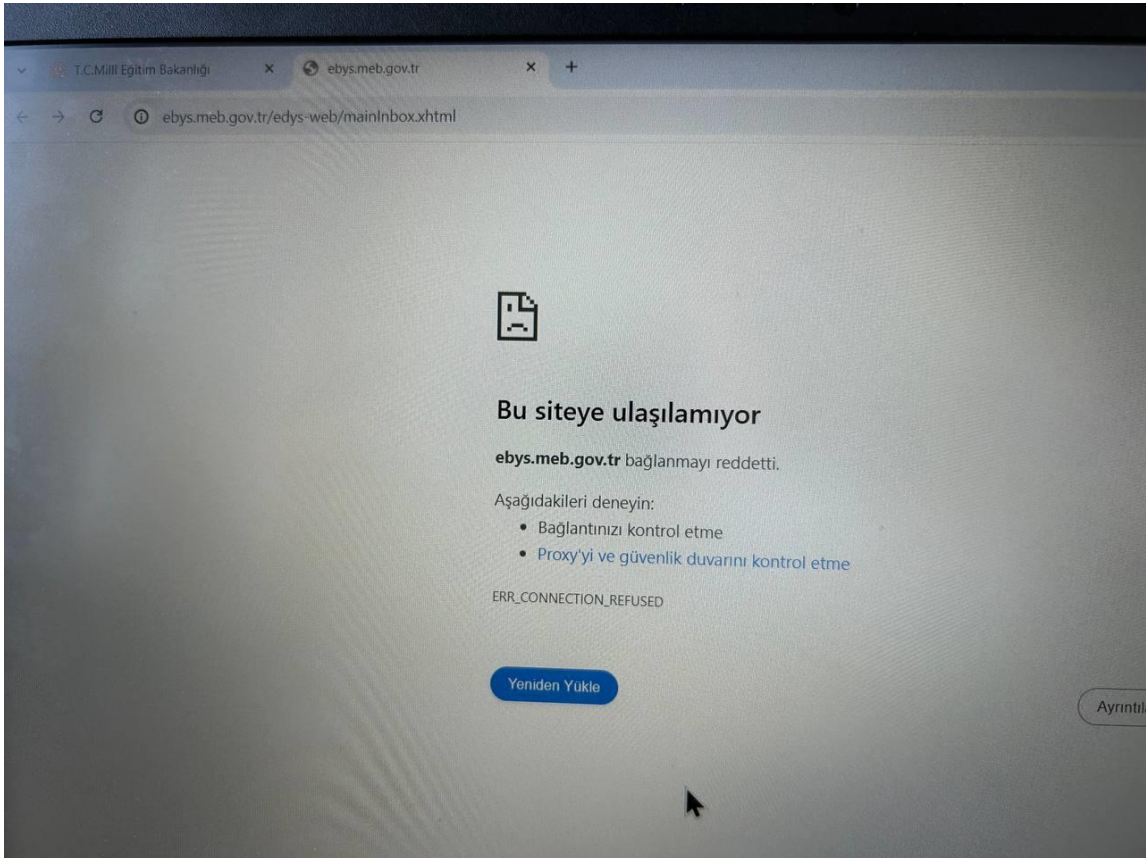 T.C.Millî Eğitim Bakanlığı
ebys.meb.gov.tr
ebys.meb.gov.tr/edys-web/mainInbox.xhtml
Bu siteye ulaşılamıyor
ebys.meb.gov.tr bağlanmayı reddetti.
Aşağıdakileri deneyin:
Bağlantınızı kontrol etme
Proxy'yi ve güvenlik duvarını kontrol etme
ERR_CONNECTION_REFUSED
Yeniden Yükle